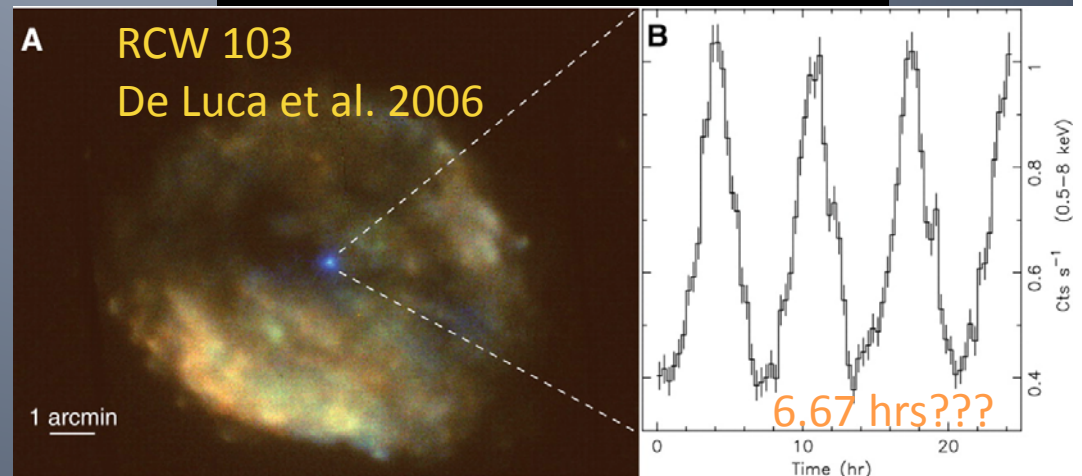 A
RCW 103
De Luca et al. 2006
1 arcmin
B
1
0.8
0.6
0.4
Cts s⁻¹ (0.5−8 keV)
6.67 hrs???
0 10 20
Time (hr)